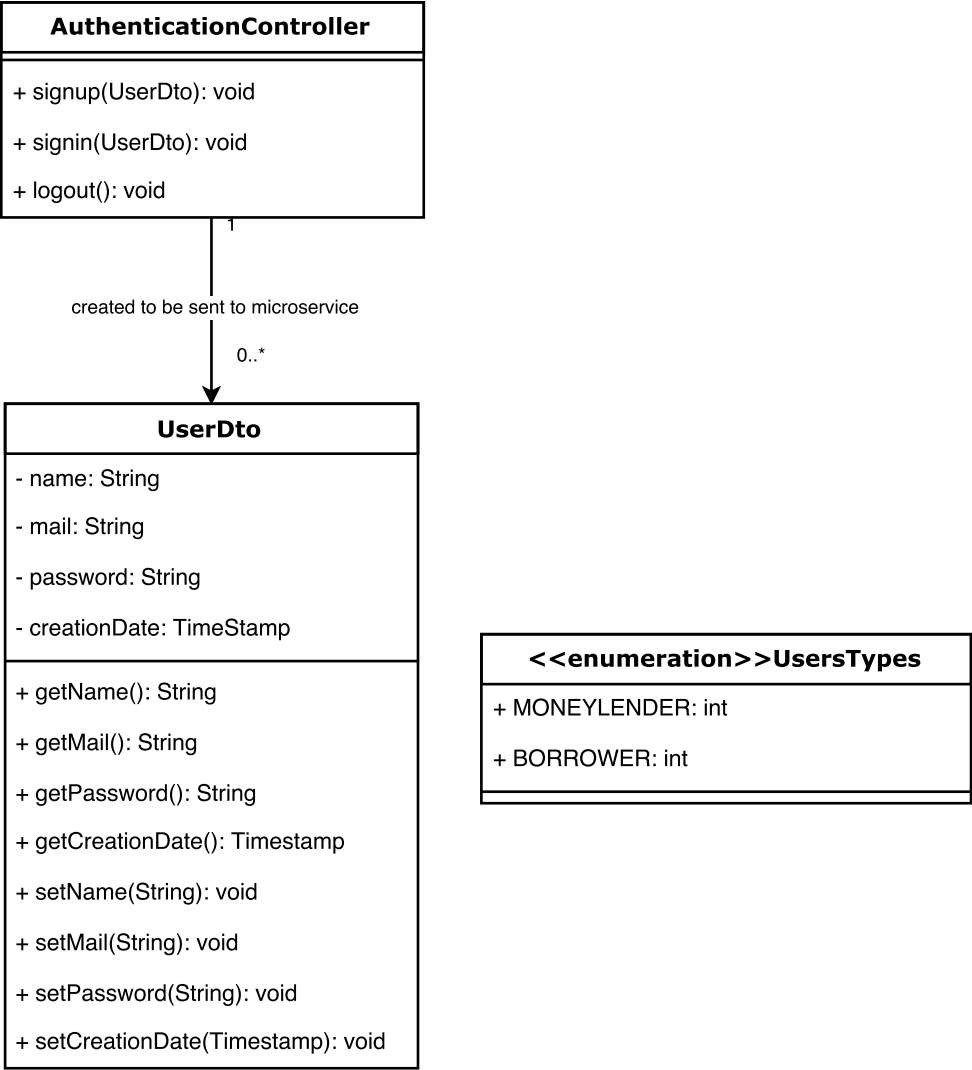 AuthenticationController
+ signup(UserDto): void
+ signin(UserDto): void
+ logout(): void
1
created to be sent to microservice
0..*
UserDto
- name: String
- mail: String
- password: String
- creationDate: TimeStamp
+ getName(): String
+ getMail(): String
+ getPassword(): String
+ getCreationDate(): Timestamp
+ setName(String): void
+ setMail(String): void
+ setPassword(String): void
+ setCreationDate(Timestamp): void
<<enumeration>>UsersTypes
+ MONEYLENDER: int
+ BORROWER: int